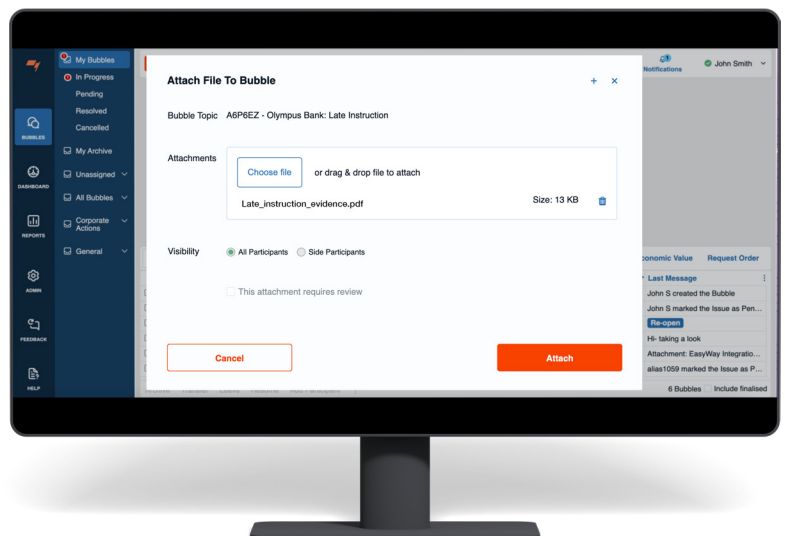 My Bubbles
In Progress
Pending
Resolved
Cancelled
My Archive
Unassigned
All Bubbles
Corporate
Actions
General
BUBBLES
DASHBOARD
REPORTS
ADMIN
FEEDBACK
HELP
1
Notifications
John Smith
Attach File To Bubble
+ ×
Bubble Topic A6P6EZ - Olympus Bank: Late Instruction
Attachments
Choose file or drag & drop file to attach
Late_instruction_evidence.pdf Size: 13 KB
Visibility All Participants Side Participants
This attachment requires review
Cancel Attach
Value Request Order
Last Message
John S created the Bubble
John S marked the Issue as Pen...
Re-open
Hi- taking a look
Attachment: EasyWay Integratio...
alias1059 marked the Issue as P...
6 Bubbles Include finalised